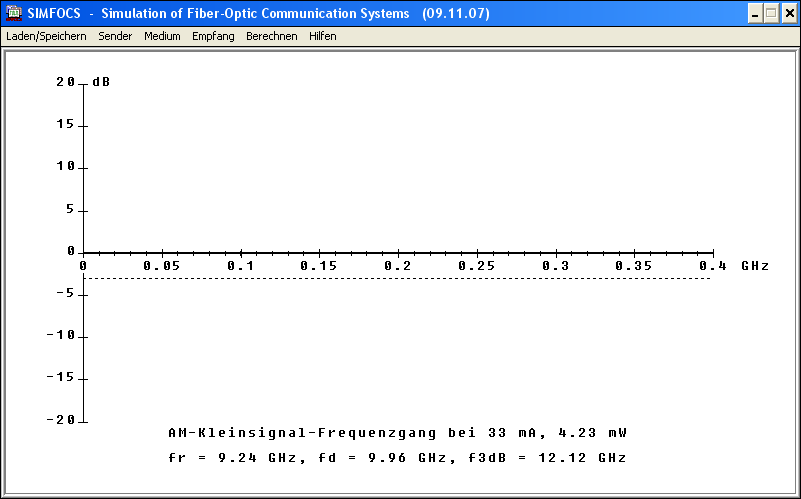 SIMFOCS - Simulation of Fiber-Optic Communication Systems (09.11.07)
Laden/Speichern Sender Medium Empfang Berechnen Hilfen
20 dB
15
10
5
0
0 0.05 0.1 0.15 0.2 0.25 0.3 0.35 0.4 GHz
-5
-10
-15
-20
AM-Kleinsignal-Frequenzgang bei 33 mA, 4.23 mW
fr = 9.24 GHz, fd = 9.96 GHz, f3dB = 12.12 GHz